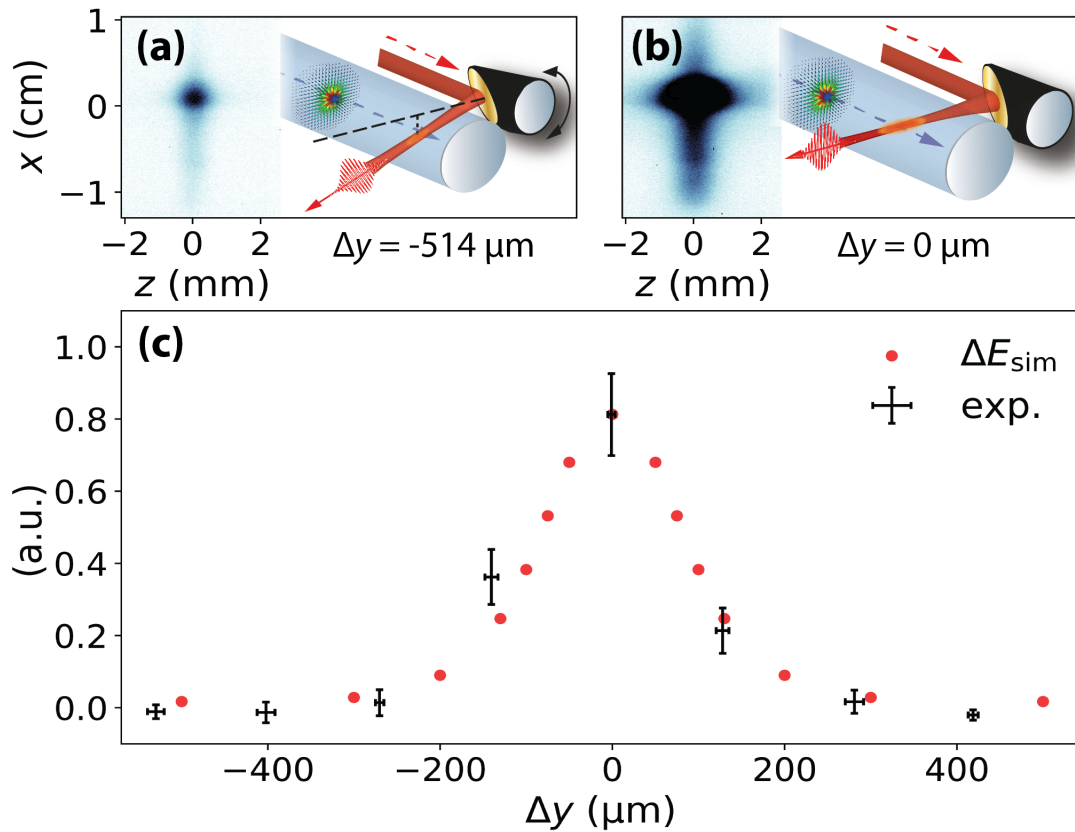 (a)
(b)
1
0
−1
x (cm)
−2 0 2
z (mm)
Δy = -514 µm
−2 0 2
z (mm)
Δy = 0 µm
(c)
ΔE_sim
exp.
1.0
0.8
0.6
0.4
0.2
0.0
(a.u.)
−400 −200 0 200 400
Δy (µm)